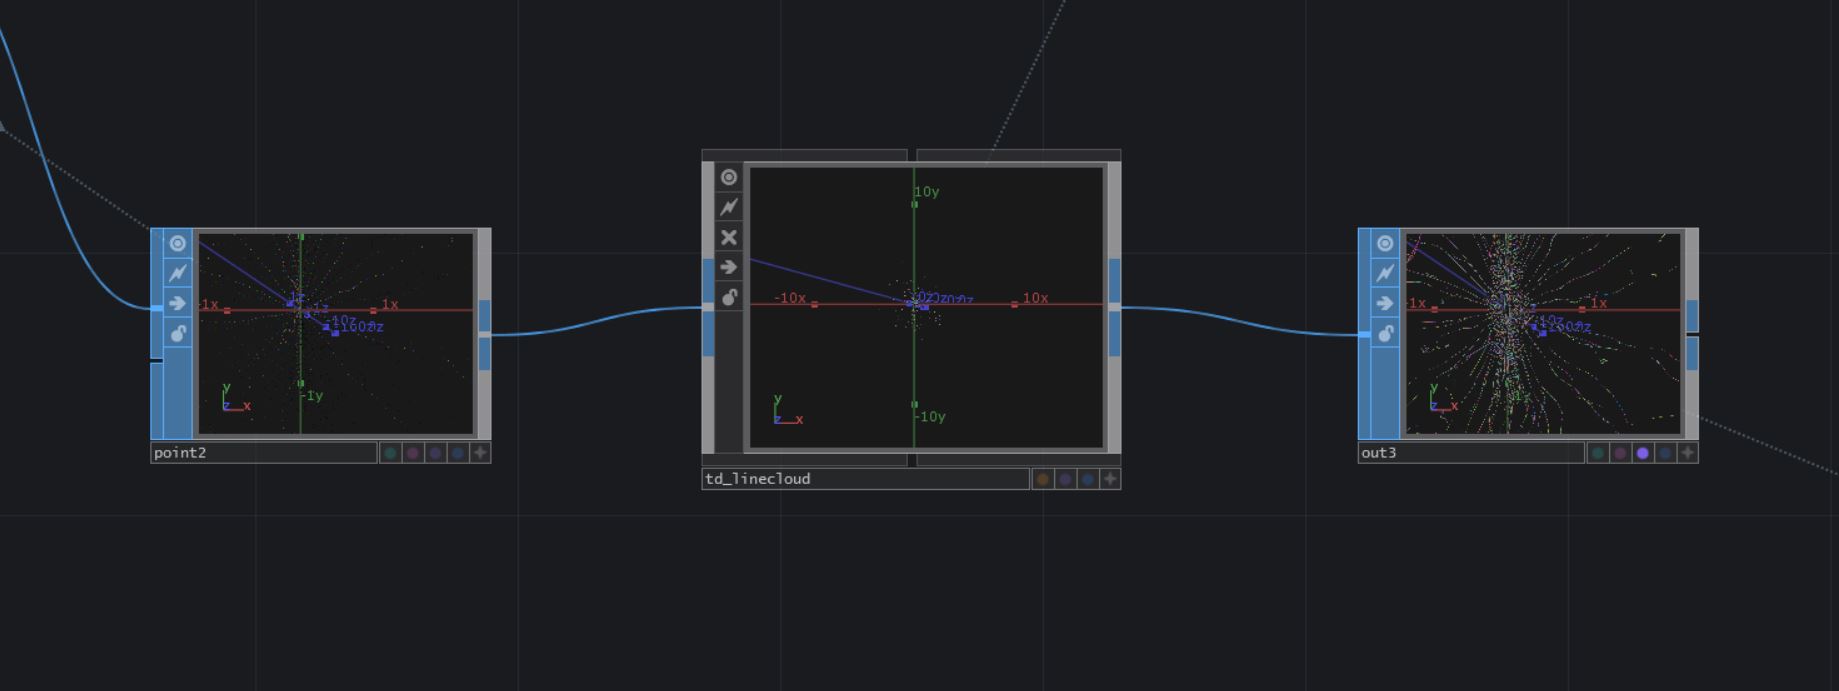 1x
1x
-1y
y
z x
point2
10y
-10x
10x
-10y
y
z x
td_linecloud
1x
1x
y
z x
out3